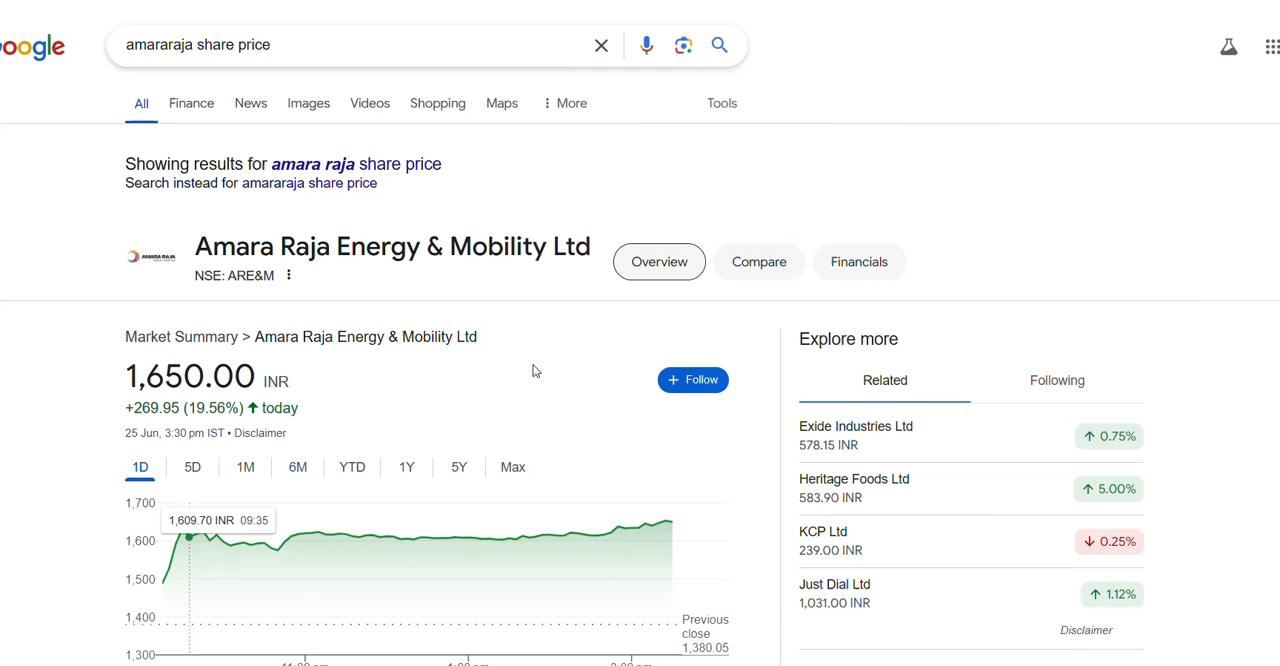 oogle
amararaja share price
All Finance News Images Videos Shopping Maps More Tools
Showing results for amara raja share price
Search instead for amararaja share price
AMARA RAJA
Amara Raja Energy & Mobility Ltd
NSE: ARE&M
Overview Compare Financials
Market Summary > Amara Raja Energy & Mobility Ltd
1,650.00 INR
+ Follow
+269.95 (19.56%) ↑ today
25 Jun, 3:30 pm IST • Disclaimer
1D 5D 1M 6M YTD 1Y 5Y Max
1,700
1,609.70 INR 09:35
1,600
1,500
1,400
1,300
Previous
close
1,380.05
Explore more
Related Following
Exide Industries Ltd
578.15 INR
↑ 0.75%
Heritage Foods Ltd
583.90 INR
↑ 5.00%
KCP Ltd
239.00 INR
↓ 0.25%
Just Dial Ltd
1,031.00 INR
↑ 1.12%
Disclaimer